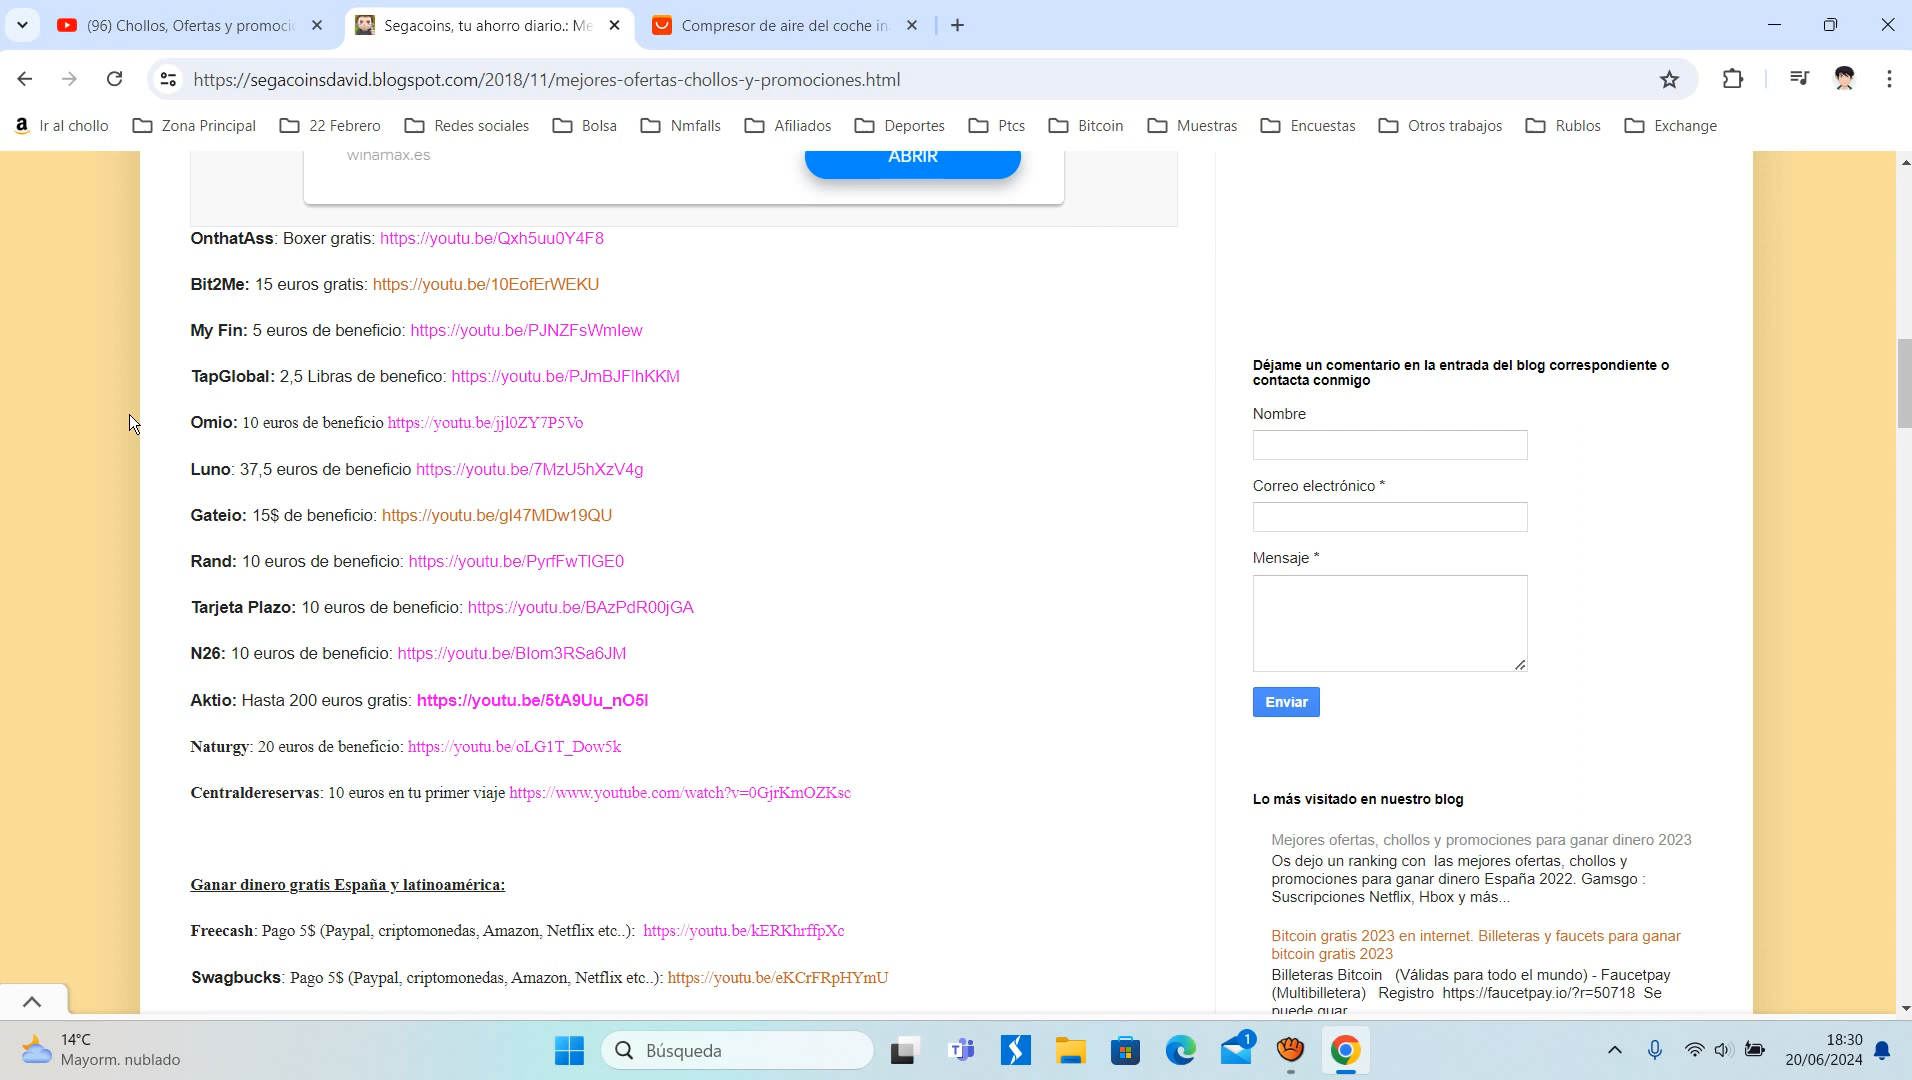 (96) Chollos, Ofertas y promocio
Segacoins, tu ahorro diario.: Me
Compresor de aire del coche in
https://segacoinsdavid.blogspot.com/2018/11/mejores-ofertas-chollos-y-promociones.html
Ir al chollo
Zona Principal
22 Febrero
Redes sociales
Bolsa
Nmfalls
Afiliados
Deportes
Ptcs
Bitcoin
Muestras
Encuestas
Otros trabajos
Rublos
Exchange
winamax.es
ABRIR
OnthatAss: Boxer gratis: https://youtu.be/Qxh5uu0Y4F8
Bit2Me: 15 euros gratis: https://youtu.be/10EofErWEKU
My Fin: 5 euros de beneficio: https://youtu.be/PJNZFsWmIew
TapGlobal: 2,5 Libras de benefico: https://youtu.be/PJmBJFIhKKM
Omio: 10 euros de beneficio https://youtu.be/jjl0ZY7P5Vo
Luno: 37,5 euros de beneficio https://youtu.be/7MzU5hXzV4g
Gateio: 15$ de beneficio: https://youtu.be/gI47MDw19QU
Rand: 10 euros de beneficio: https://youtu.be/PyrfFwTlGE0
Tarjeta Plazo: 10 euros de beneficio: https://youtu.be/BAzPdR00jGA
N26: 10 euros de beneficio: https://youtu.be/BIom3RSa6JM
Aktio: Hasta 200 euros gratis: https://youtu.be/5tA9Uu_nO5I
Naturgy: 20 euros de beneficio: https://youtu.be/oLG1T_Dow5k
Centraldereservas: 10 euros en tu primer viaje https://www.youtube.com/watch?v=0GjrKmOZKsc
Ganar dinero gratis España y latinoamérica:
Freecash: Pago 5$ (Paypal, criptomonedas, Amazon, Netflix etc..): https://youtu.be/kERKhrffpXc
Swagbucks: Pago 5$ (Paypal, criptomonedas, Amazon, Netflix etc..): https://youtu.be/eKCrFRpHYmU
Déjame un comentario en la entrada del blog correspondiente o
contacta conmigo
Nombre
Correo electrónico *
Mensaje *
Enviar
Lo más visitado en nuestro blog
Mejores ofertas, chollos y promociones para ganar dinero 2023
Os dejo un ranking con las mejores ofertas, chollos y
promociones para ganar dinero España 2022. Gamsgo :
Suscripciones Netflix, Hbox y más...
Bitcoin gratis 2023 en internet. Billeteras y faucets para ganar
bitcoin gratis 2023
Billeteras Bitcoin (Válidas para todo el mundo) - Faucetpay
(Multibilletera) Registro https://faucetpay.io/?r=50718 Se
puede guar
14°C
Mayorm. nublado
Búsqueda
1
18:30
20/06/2024